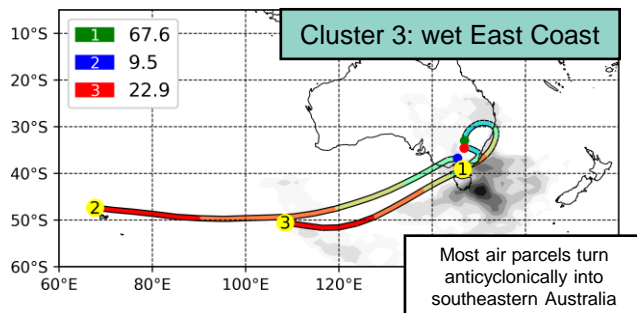 Cluster 3: wet East Coast
1 67.6
2 9.5
3 22.9
10°S
20°S
30°S
40°S
50°S
60°S
60°E
80°E
100°E
120°E
1
2
3
Most air parcels turn
anticyclonically into
southeastern Australia